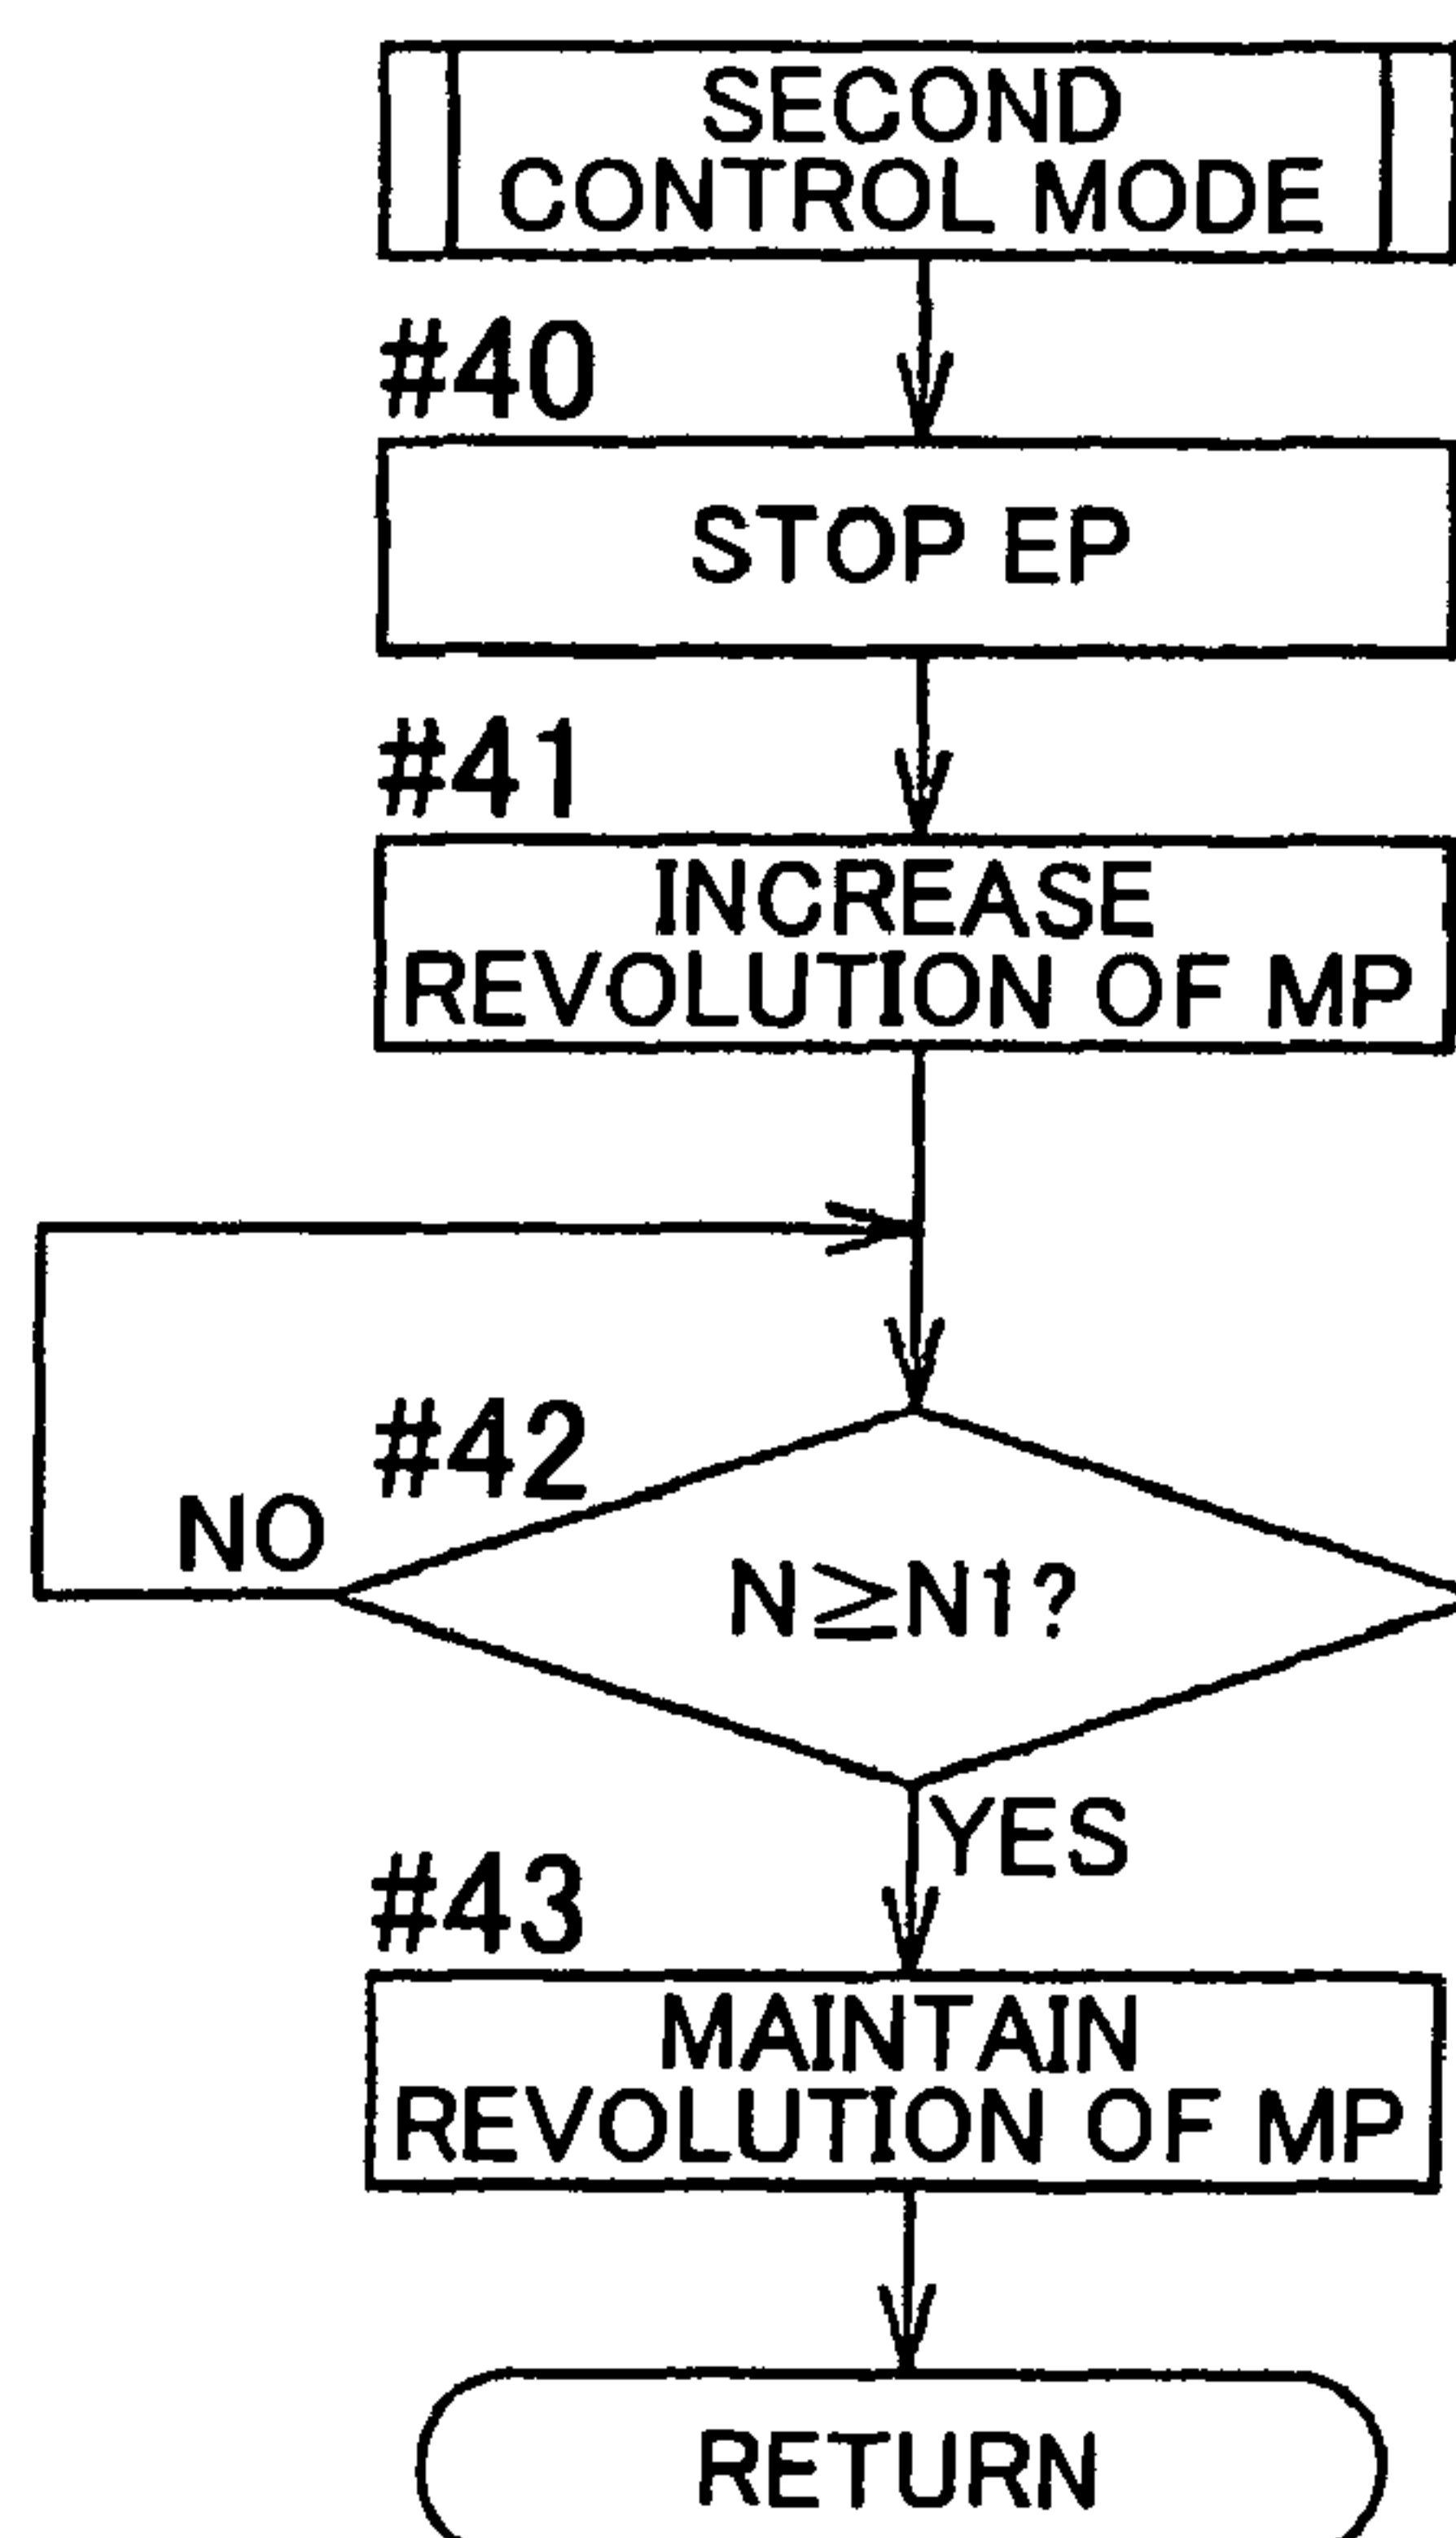 SECOND
CONTROL MODE
#40
STOP EP
#41
INCREASE
REVOLUTION OF MP
#42
NO
N≧N1?
YES
#43
MAINTAIN
REVOLUTION OF MP
RETURN